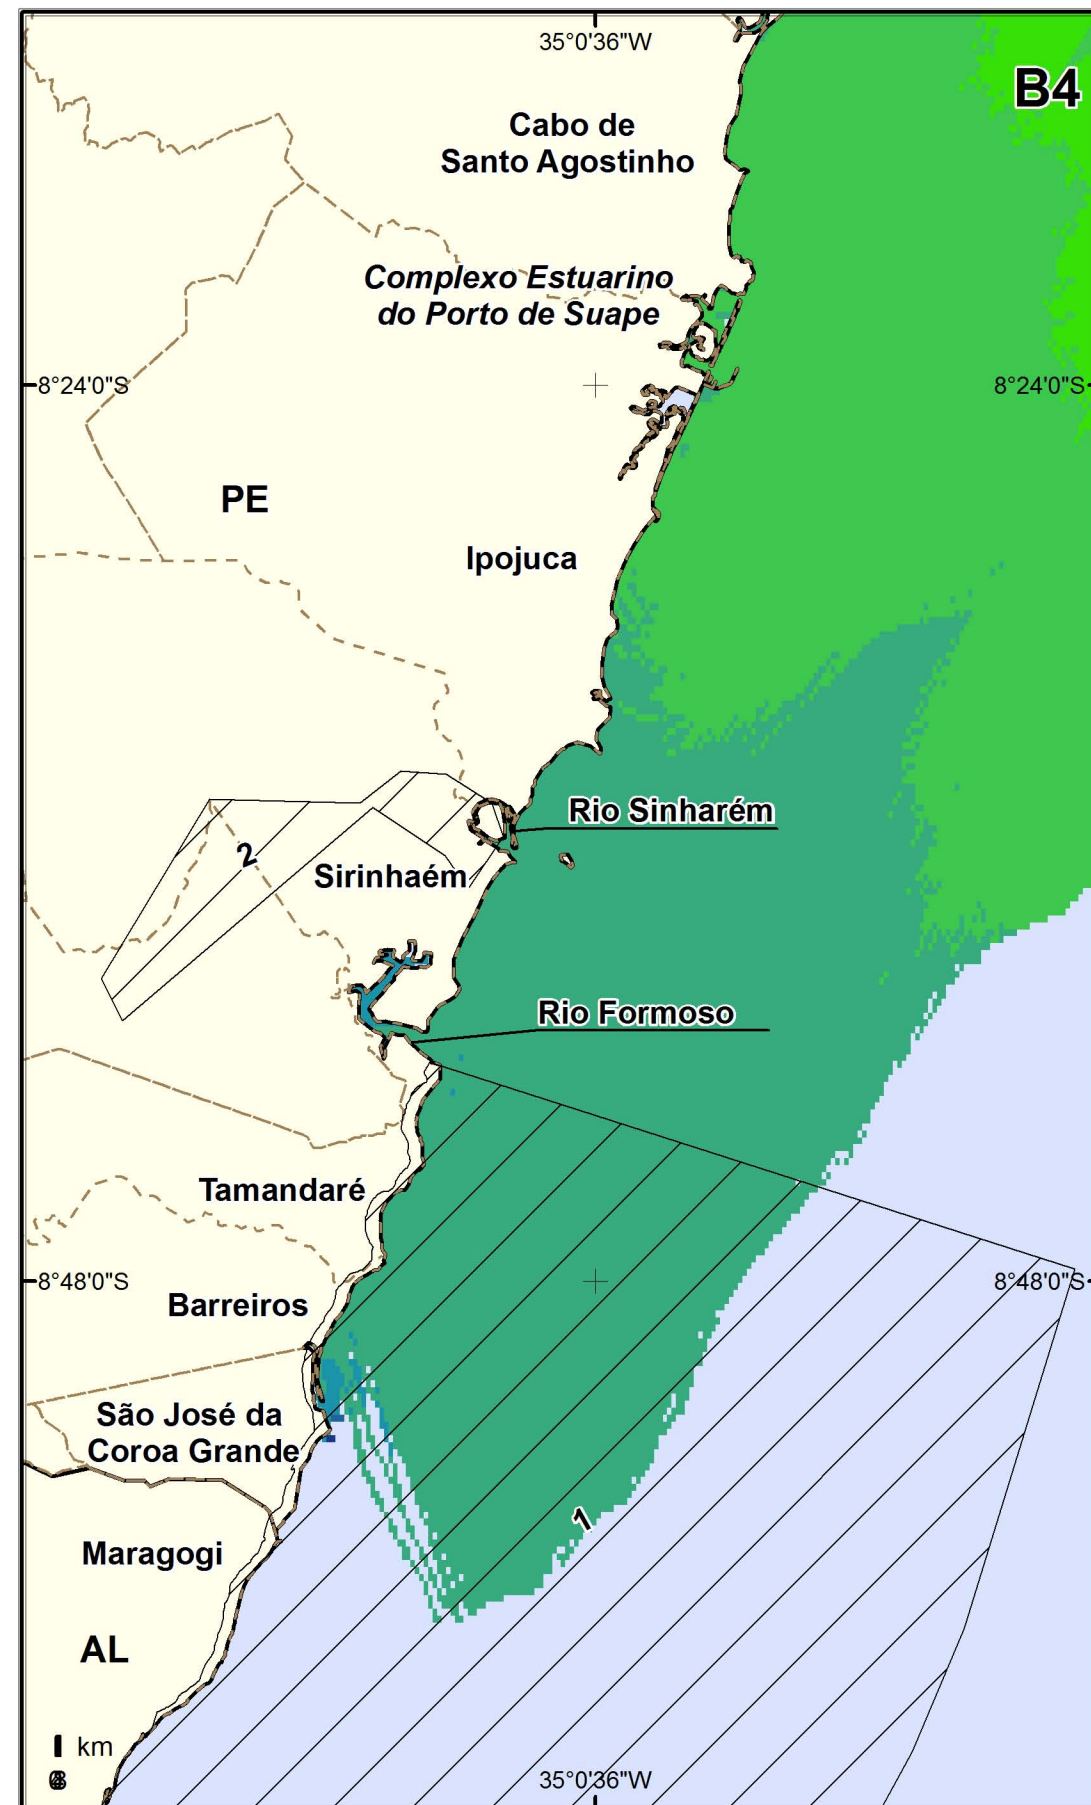 35°0'36"W
B4
Cabo de
Santo Agostinho
Complexo Estuarino
do Porto de Suape
8°24'0"S
8°24'0"S
PE
Ipojuca
Rio Sinharém
2
Sirinhaém
Rio Formoso
Tamandaré
8°48'0"S
8°48'0"S
Barreiros
São José da
Coroa Grande
1
Maragogi
AL
km
35°0'36"W